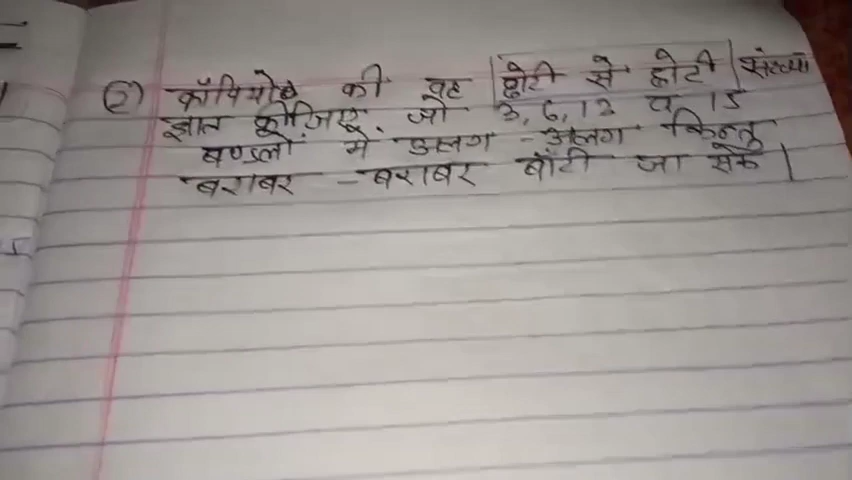 (2) कॉपियों की वह |छोटी से छोटी| संख्या
ज्ञात कीजिए, जो 3, 6, 12 व 15
बण्डलों में अलग - अलग किन्तु
बराबर - बराबर बाँटी जा सके|